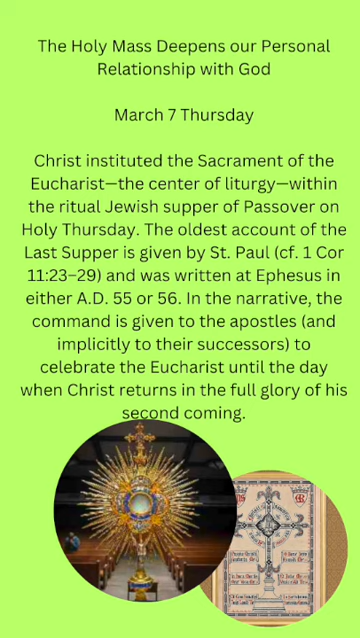 The Holy Mass Deepens our Personal
Relationship with God
March 7 Thursday
Christ instituted the Sacrament of the
Eucharist—the center of liturgy—within
the ritual Jewish supper of Passover on
Holy Thursday. The oldest account of the
Last Supper is given by St. Paul (cf. 1 Cor
11:23–29) and was written at Ephesus in
either A.D. 55 or 56. In the narrative, the
command is given to the apostles (and
implicitly to their successors) to
celebrate the Eucharist until the day
when Christ returns in the full glory of his
second coming.